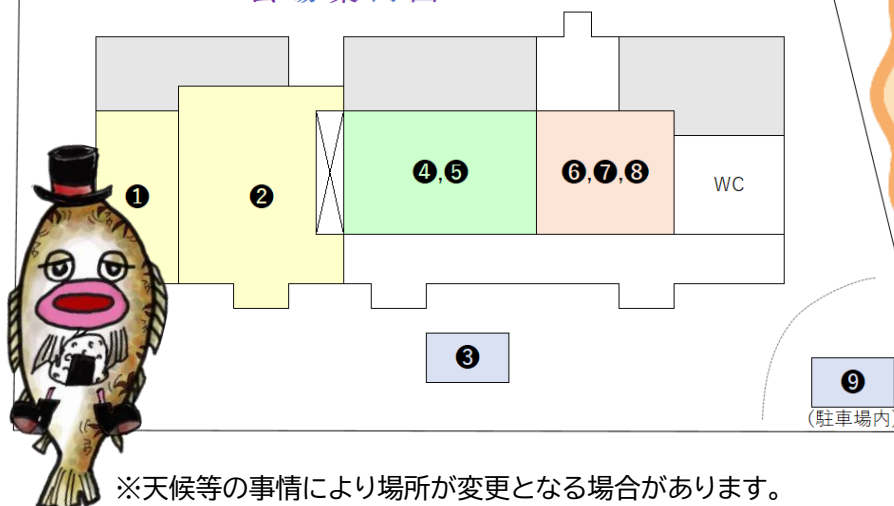 ❶
❷
❹,❺
❻,❼,❽
WC
❸
❾
(駐車場内)
※天候等の事情により場所が変更となる場合があります。